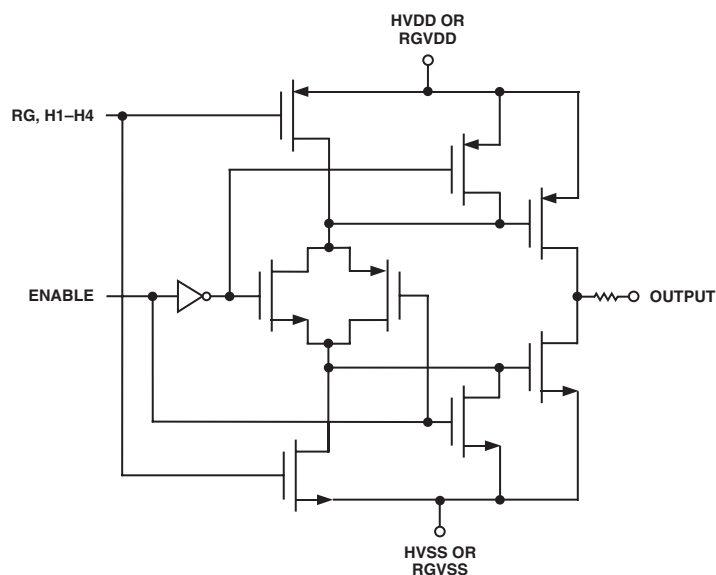 HVDD OR
RGVDD
RG, H1–H4
ENABLE
OUTPUT
HVSS OR
RGVSS